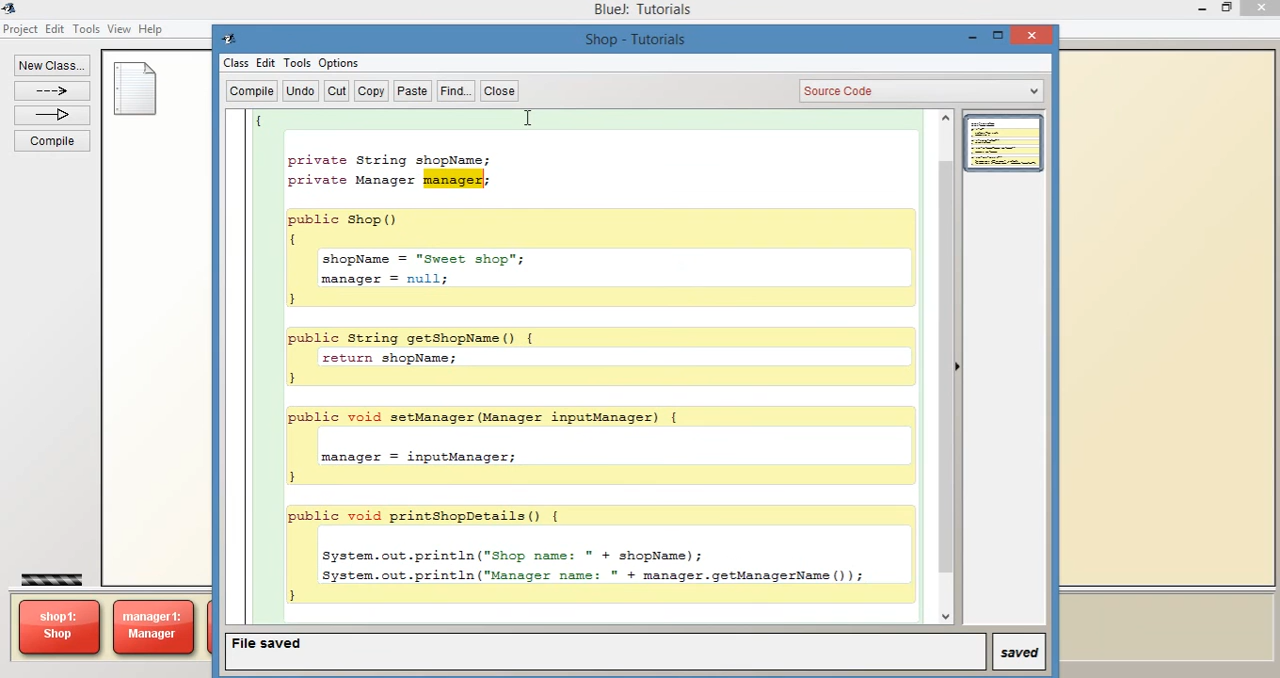 BlueJ: Tutorials
Project Edit Tools View Help
New Class...
Compile
Shop - Tutorials
Class Edit Tools Options
Compile Undo Cut Copy Paste Find... Close Source Code
{
private String shopName;
private Manager manager;
public Shop()
{
shopName = "Sweet shop";
manager = null;
}
public String getShopName() {
return shopName;
}
public void setManager(Manager inputManager) {
manager = inputManager;
}
public void printShopDetails() {
System.out.println("Shop name: " + shopName);
System.out.println("Manager name: " + manager.getManagerName());
}
File saved
saved
shop1:
Shop
manager1:
Manager